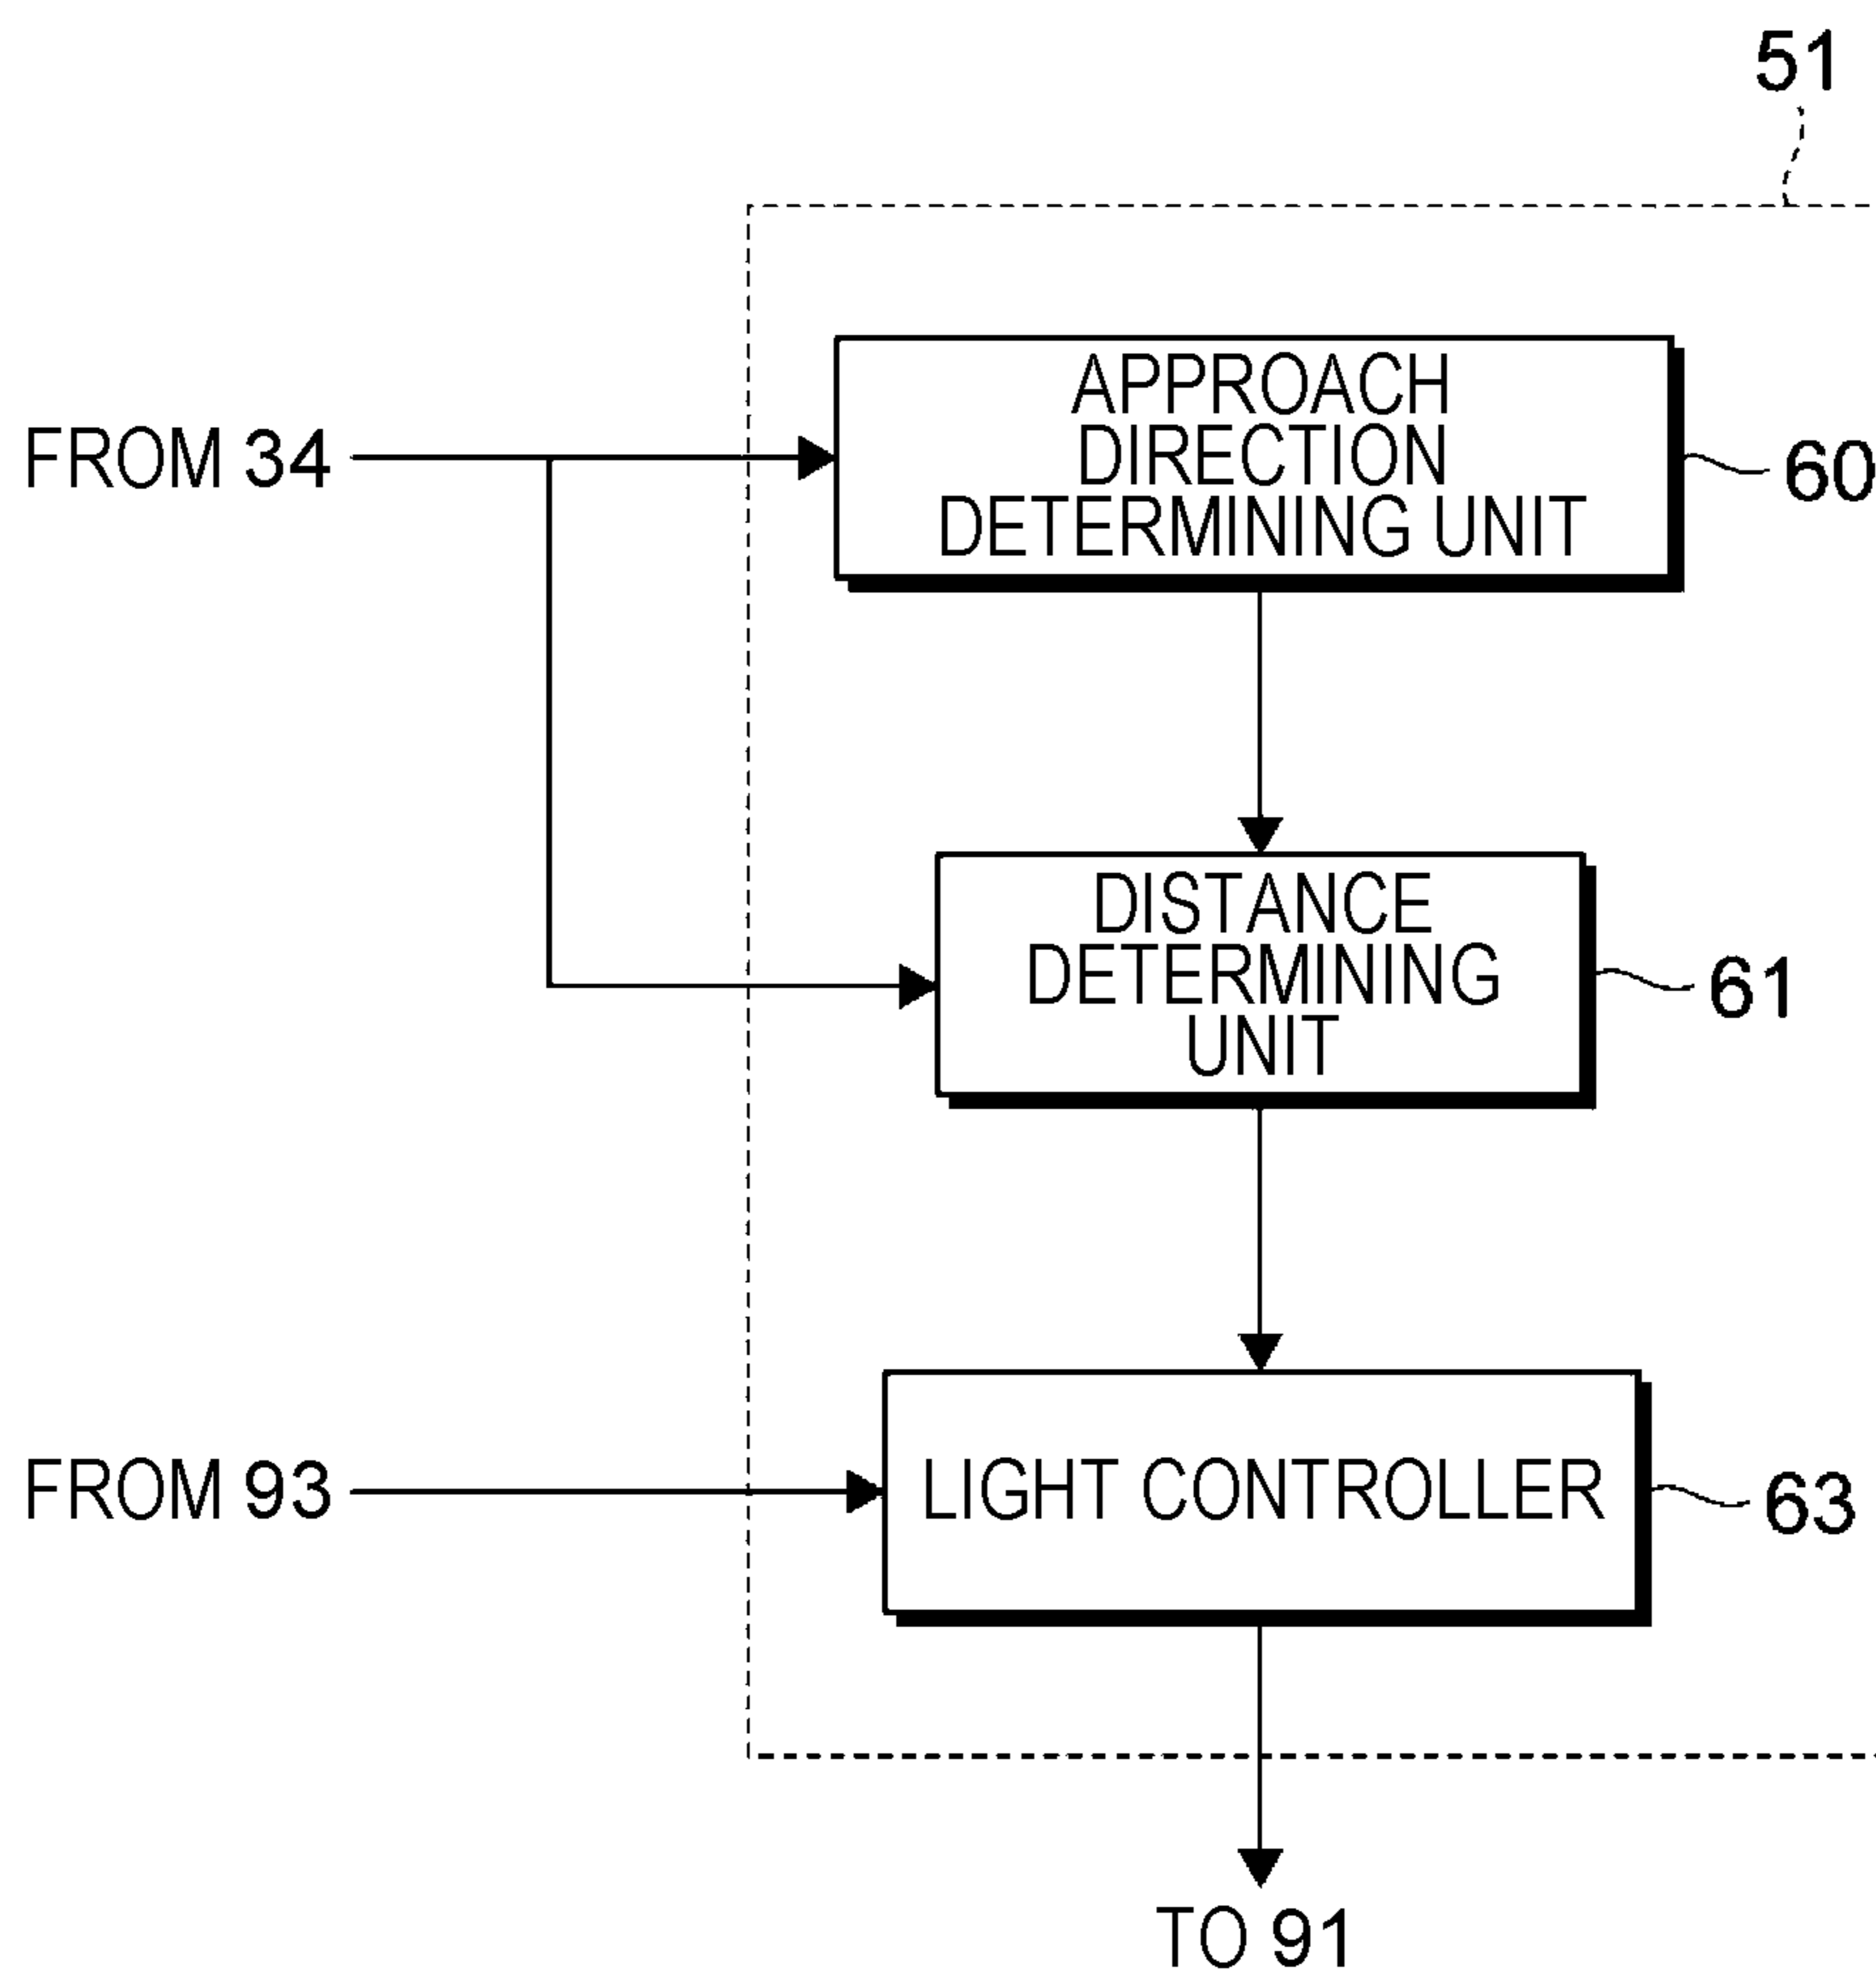 51
APPROACH
DIRECTION
DETERMINING UNIT
FROM 34
60
DISTANCE
DETERMINING
UNIT
61
FROM 93
LIGHT CONTROLLER
63
TO 91